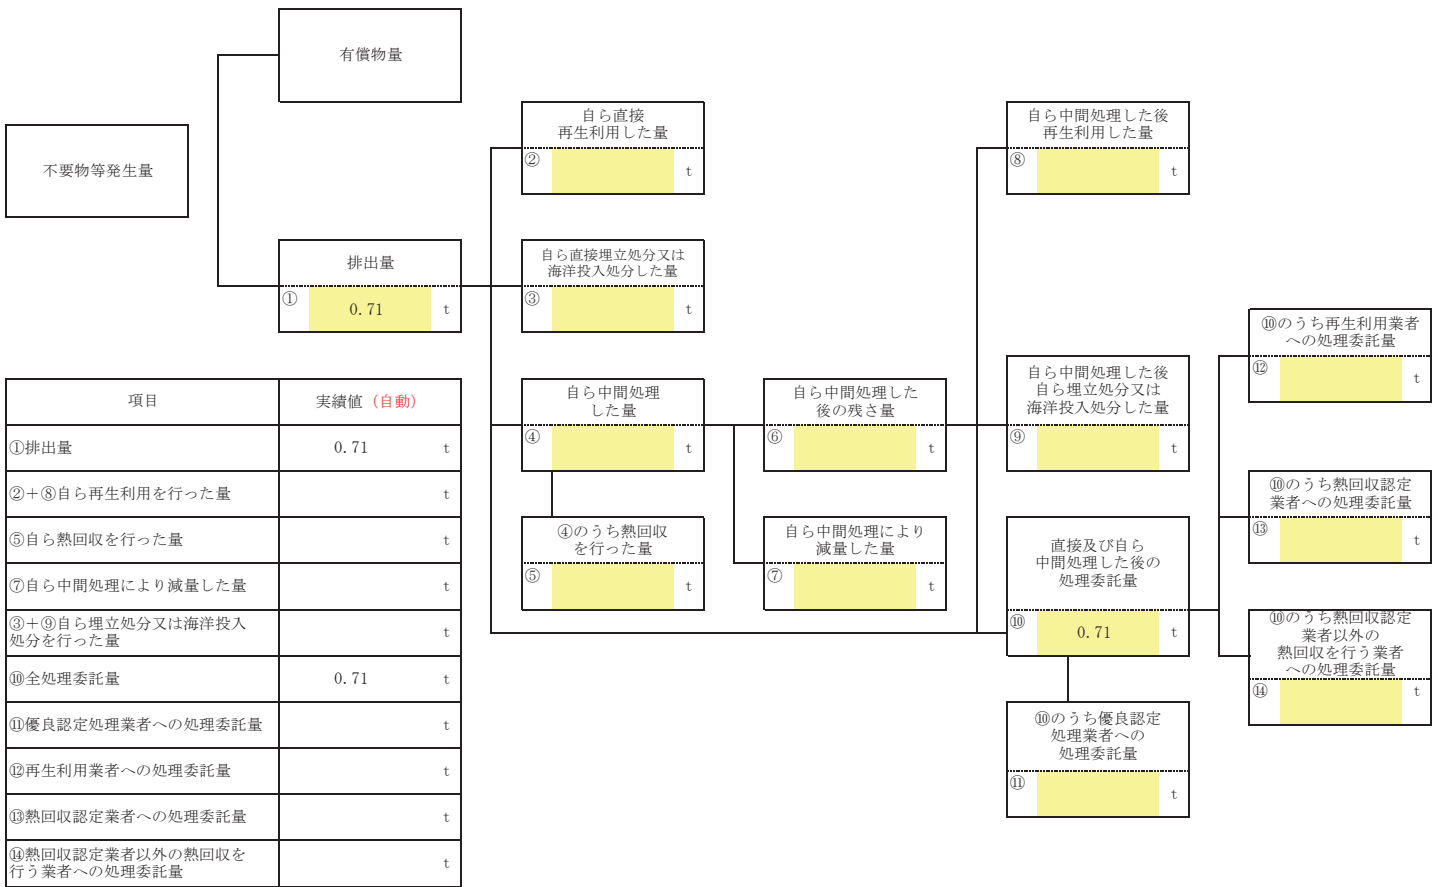 有償物量
不要物等発生量
排出量
①
0.71
t
自ら直接
再生利用した量
②
t
自ら直接埋立処分又は
海洋投入処分した量
③
t
自ら中間処理
した量
④
t
④のうち熱回収
を行った量
⑤
t
自ら中間処理した
後の残さ量
⑥
t
自ら中間処理により
減量した量
⑦
t
自ら中間処理した後
再生利用した量
⑧
t
自ら中間処理した後
自ら埋立処分又は
海洋投入処分した量
⑨
t
直接及び自ら
中間処理した後の
処理委託量
⑩
0.71
t
⑩のうち優良認定
処理業者への
処理委託量
⑪
t
⑩のうち再生利用業者
への処理委託量
⑫
t
⑩のうち熱回収認定
業者への処理委託量
⑬
t
⑩のうち熱回収認定
業者以外の
熱回収を行う業者
への処理委託量
⑭
t
項目 実績値（自動）
①排出量 0.71 t
②＋⑧自ら再生利用を行った量 t
⑤自ら熱回収を行った量 t
⑦自ら中間処理により減量した量 t
③＋⑨自ら埋立処分又は海洋投入
処分を行った量 t
⑩全処理委託量 0.71 t
⑪優良認定処理業者への処理委託量 t
⑫再生利用業者への処理委託量 t
⑬熱回収認定業者への処理委託量 t
⑭熱回収認定業者以外の熱回収を
行う業者への処理委託量 t